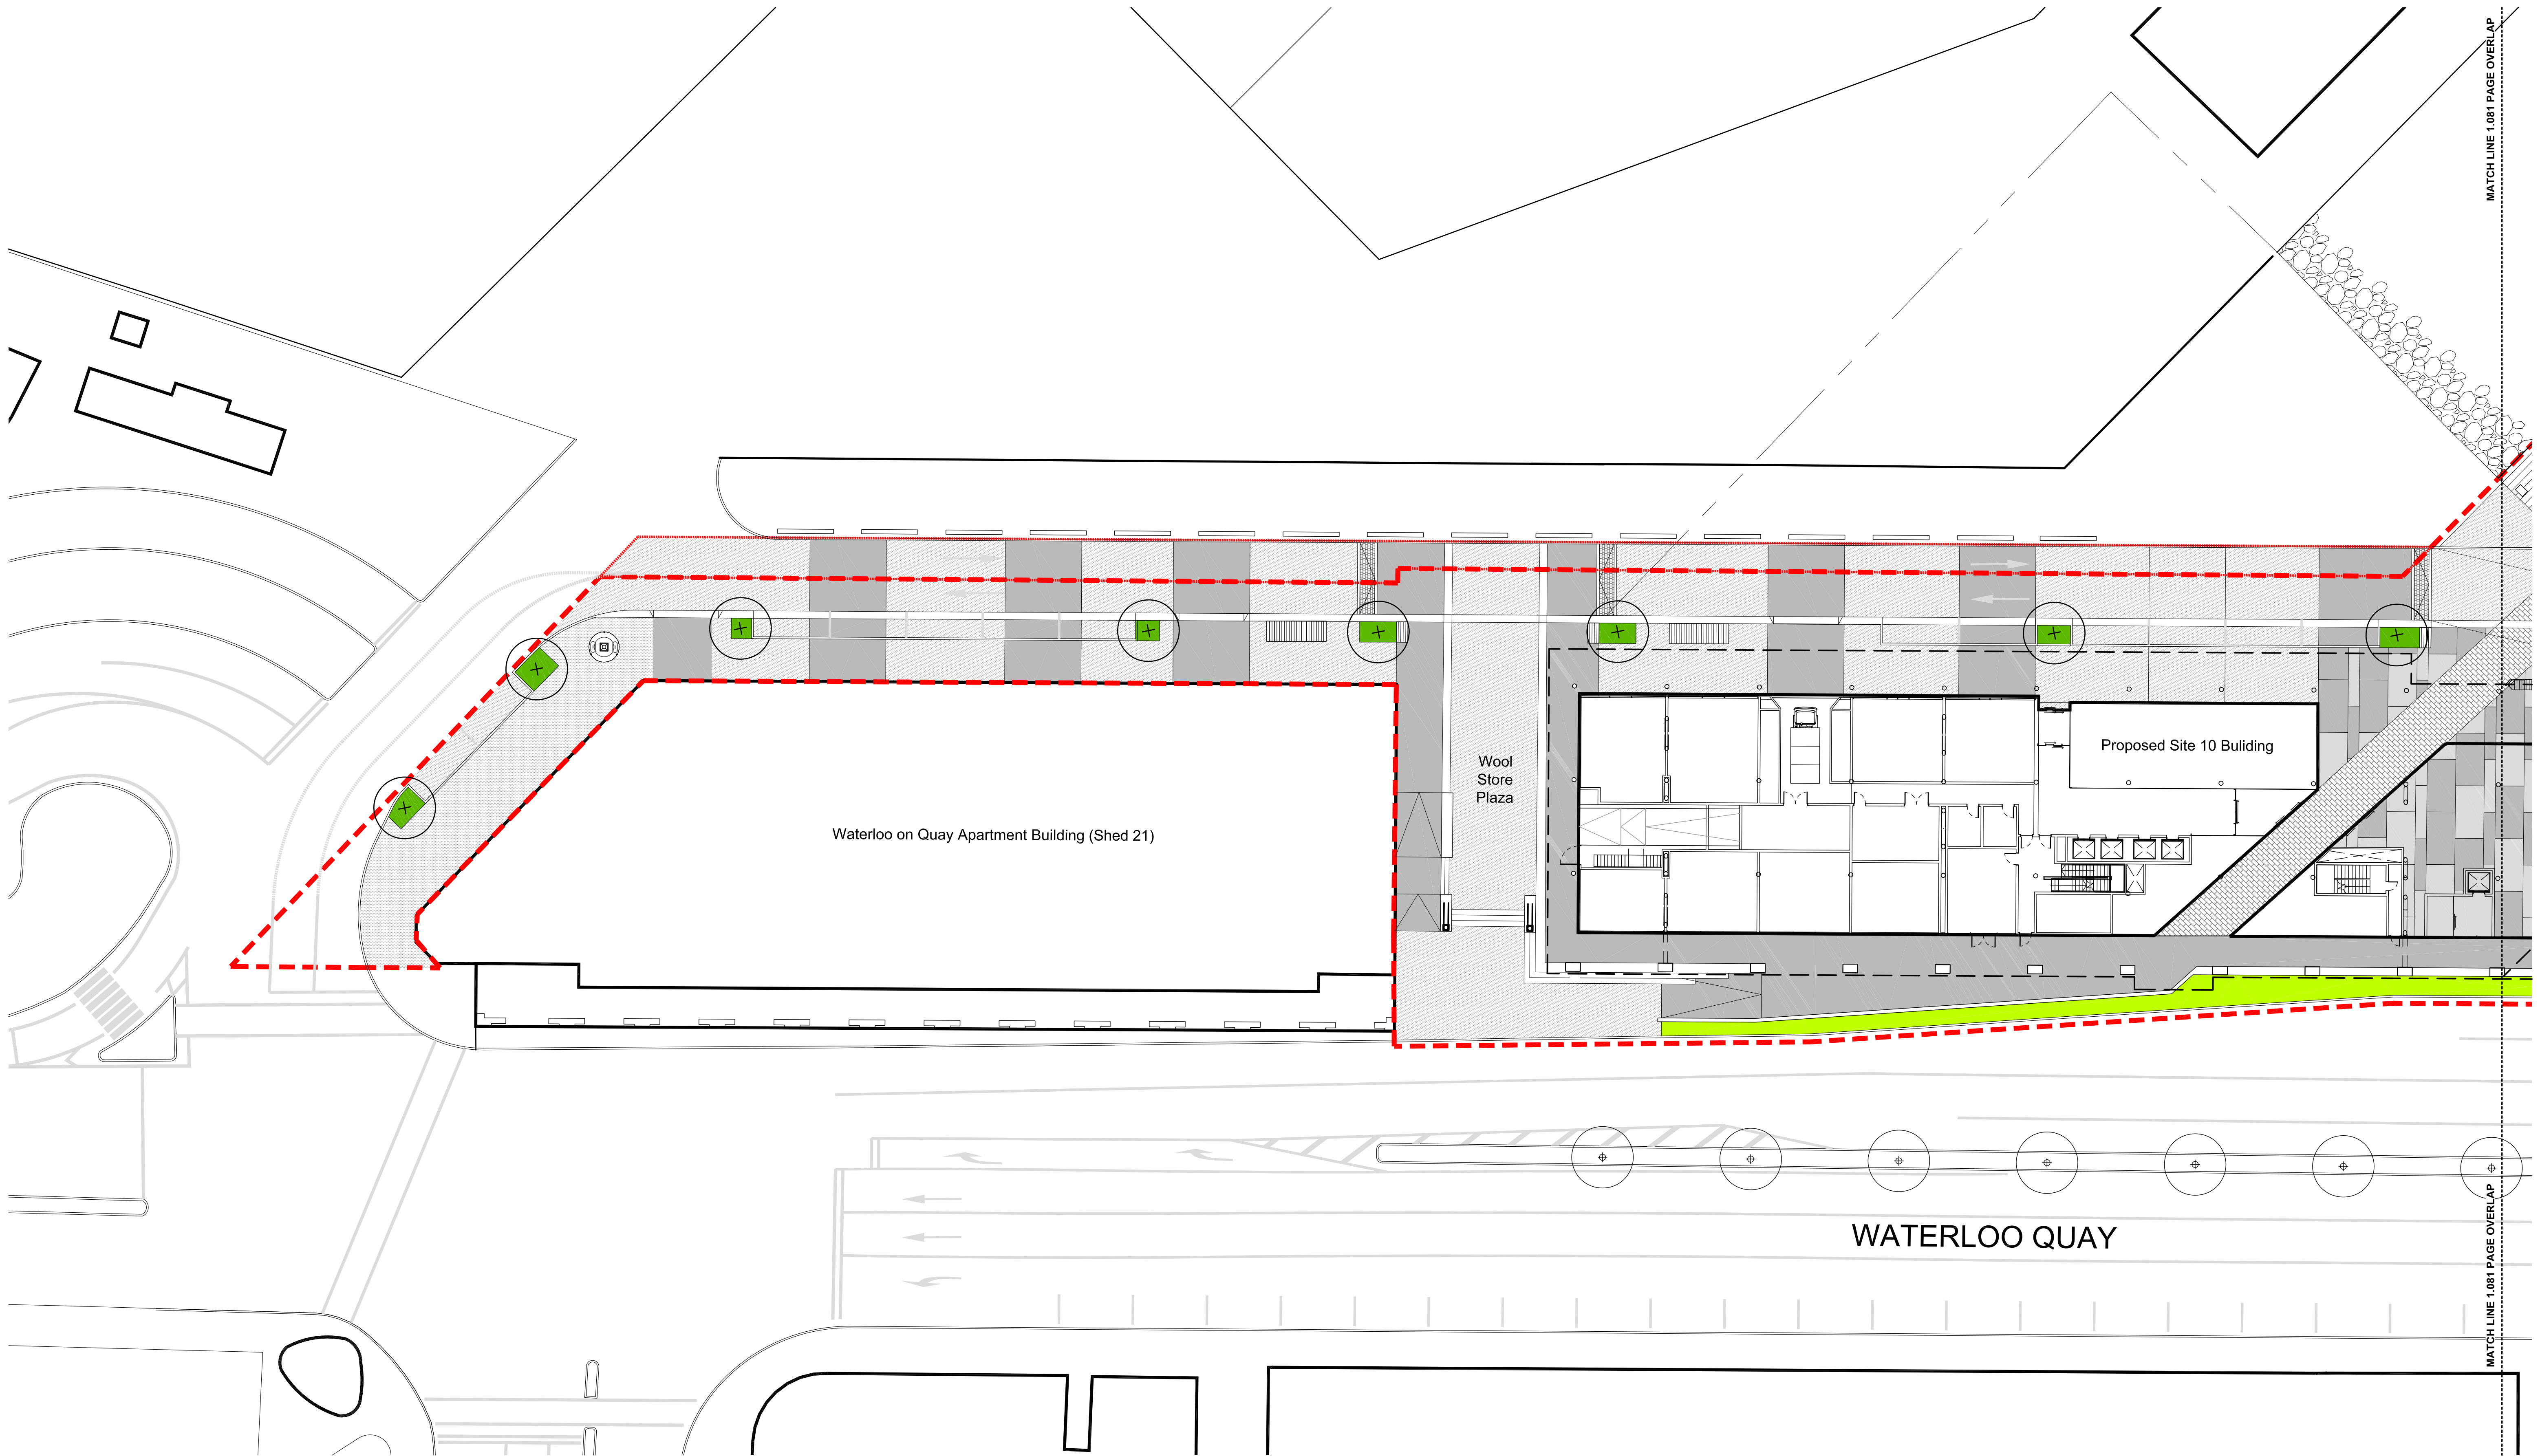 MATCH LINE 1.081 PAGE OVERLAP
Wool
Store
Plaza
Proposed Site 10 Buliding
Waterloo on Quay Apartment Building (Shed 21)
WATERLOO QUAY
MATCH LINE 1.081 PAGE OVERLAP